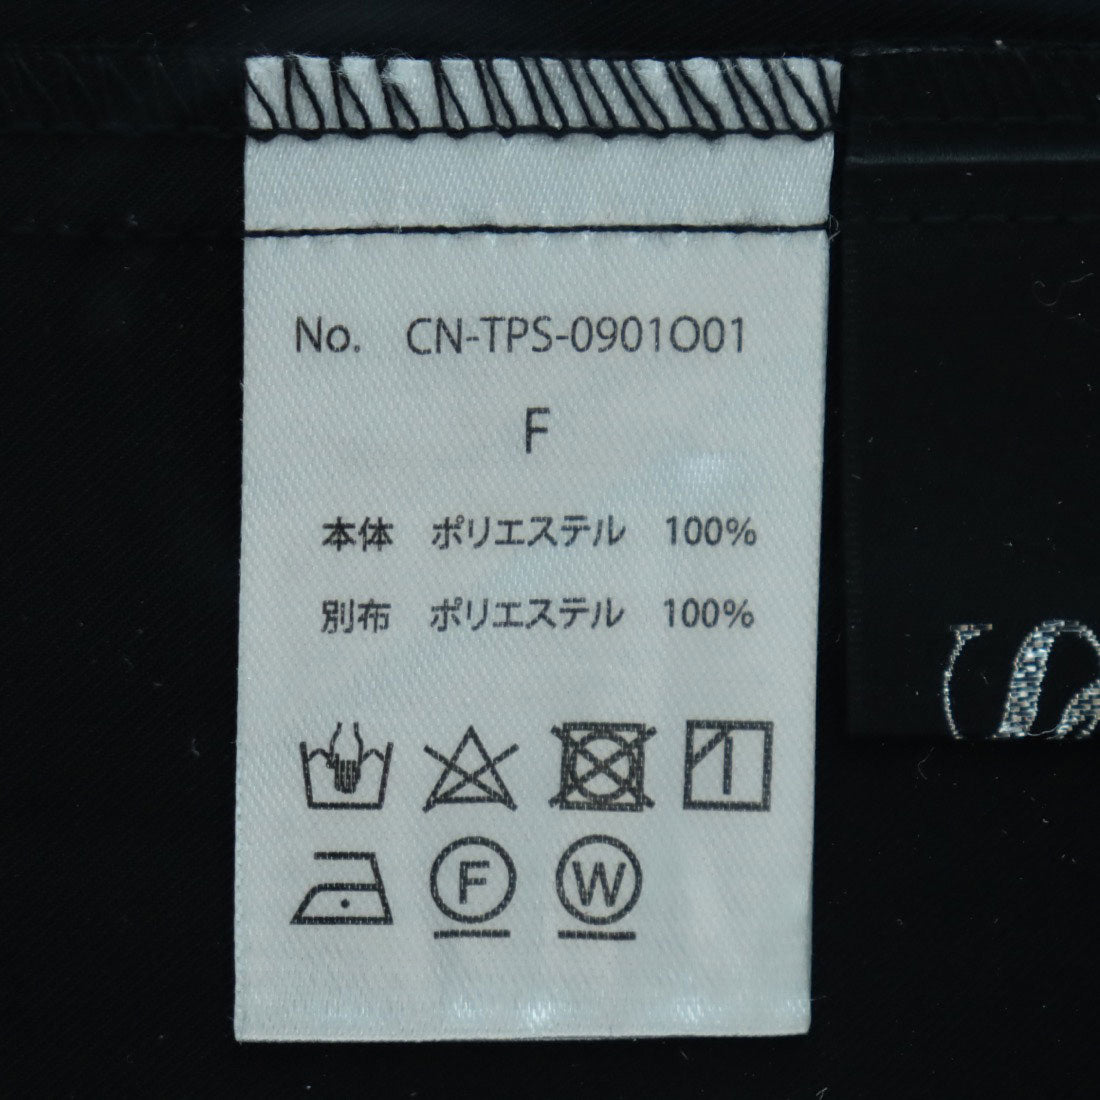 No. CN-TPS-0901O01
F
本体 ポリエステル 100%
別布 ポリエステル 100%
F W